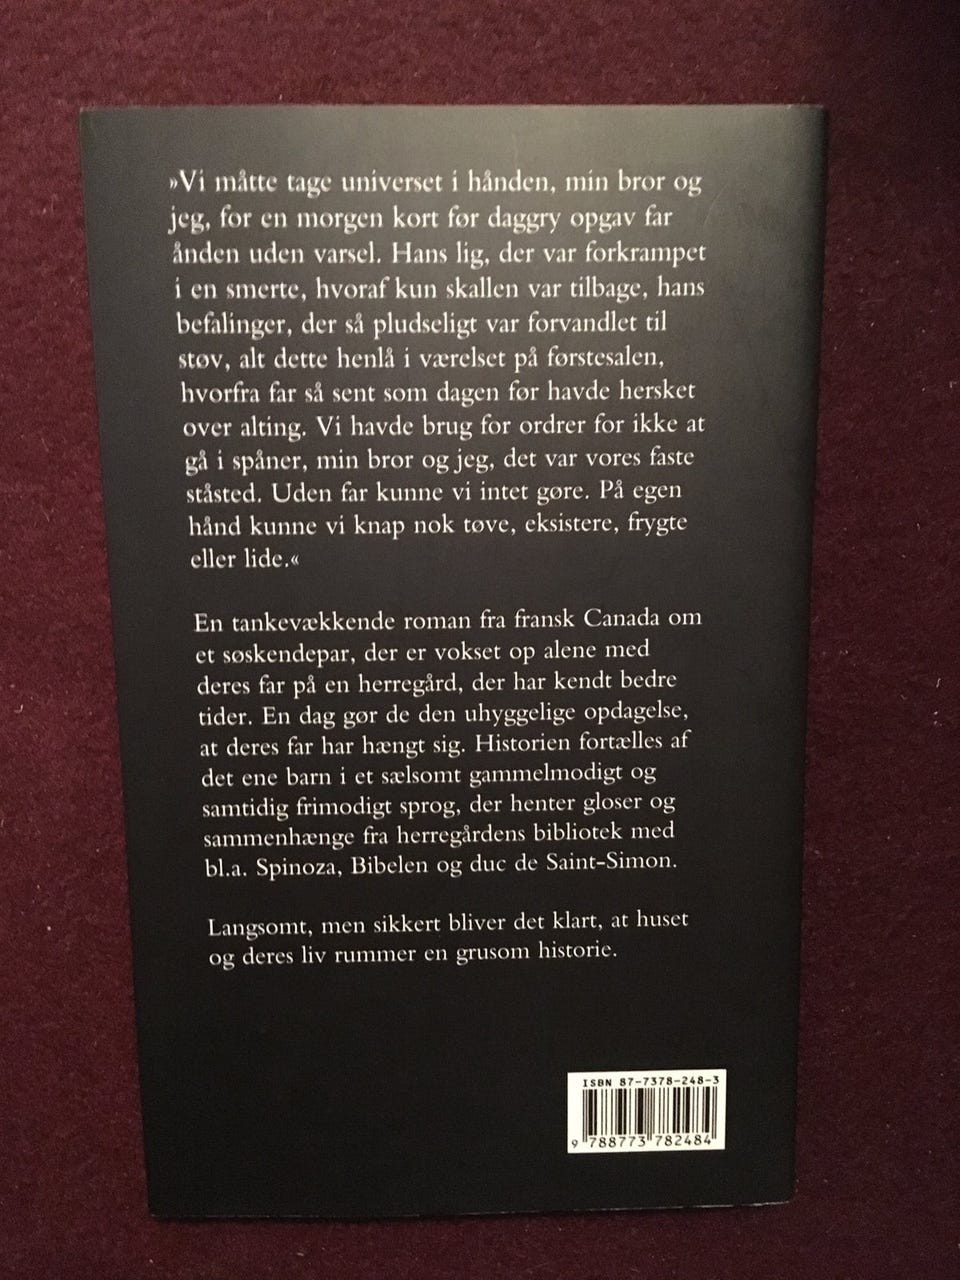 »Vi måtte tage universet i hånden, min bror og
jeg, for en morgen kort før daggry opgav far
ånden uden varsel. Hans lig, der var forkrampet
i en smerte, hvoraf kun skallen var tilbage, hans
befalinger, der så pludseligt var forvandlet til
støv, alt dette henlå i værelset på førstesalen,
hvorfra far så sent som dagen før havde hersket
over alting. Vi havde brug for ordrer for ikke at
gå i spåner, min bror og jeg, det var vores faste
ståsted. Uden far kunne vi intet gøre. På egen
hånd kunne vi knap nok tøve, eksistere, frygte
eller lide.«
En tankevækkende roman fra fransk Canada om
et søskendepar, der er vokset op alene med
deres far på en herregård, der har kendt bedre
tider. En dag gør de den uhyggelige opdagelse,
at deres far har hængt sig. Historien fortælles af
det ene barn i et sælsomt gammelmodigt og
samtidig frimodigt sprog, der henter gloser og
sammenhænge fra herregårdens bibliotek med
bl.a. Spinoza, Bibelen og duc de Saint-Simon.
Langsomt, men sikkert bliver det klart, at huset
og deres liv rummer en grusom historie.
ISBN 87-7378-248-3
9 788773 782484